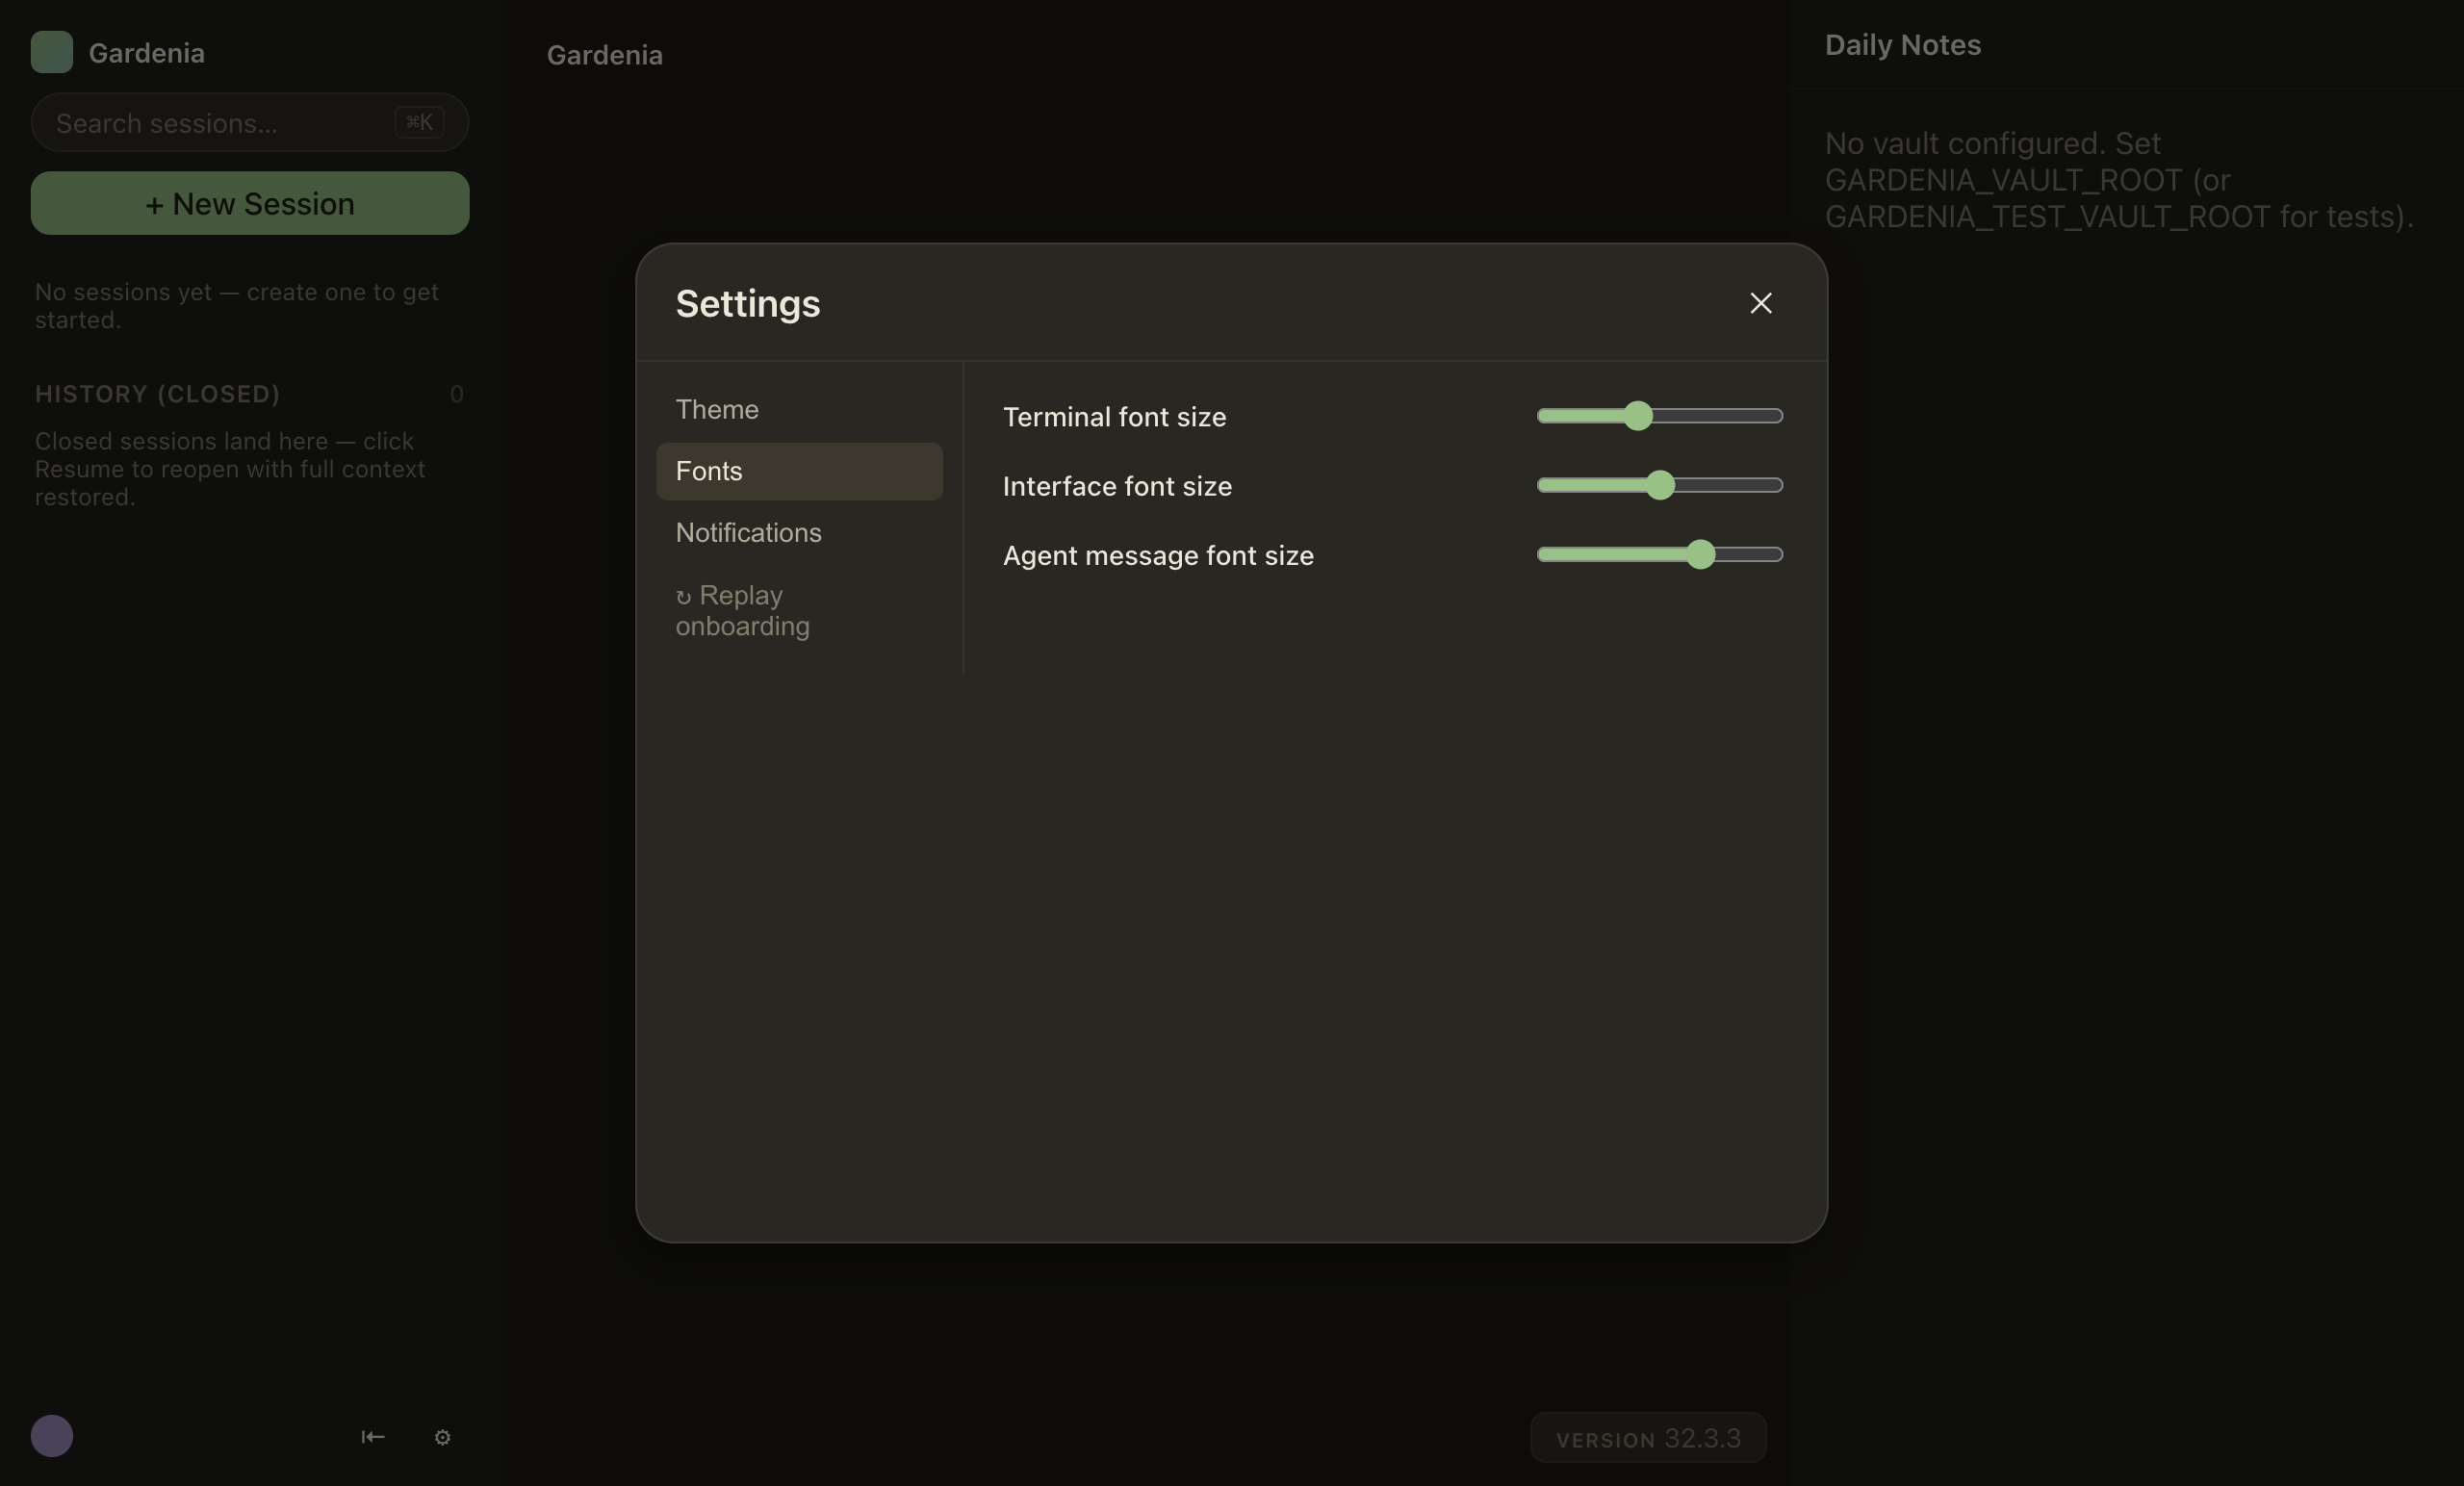 Gardenia
Search sessions...
⌘K
+ New Session
No sessions yet — create one to get
started.
HISTORY (CLOSED)
0
Closed sessions land here — click
Resume to reopen with full context
restored.
Gardenia
Settings
Theme
Fonts
Notifications
↻ Replay
onboarding
Terminal font size
Interface font size
Agent message font size
VERSION 32.3.3
Daily Notes
No vault configured. Set
GARDENIA_VAULT_ROOT (or
GARDENIA_TEST_VAULT_ROOT for tests).